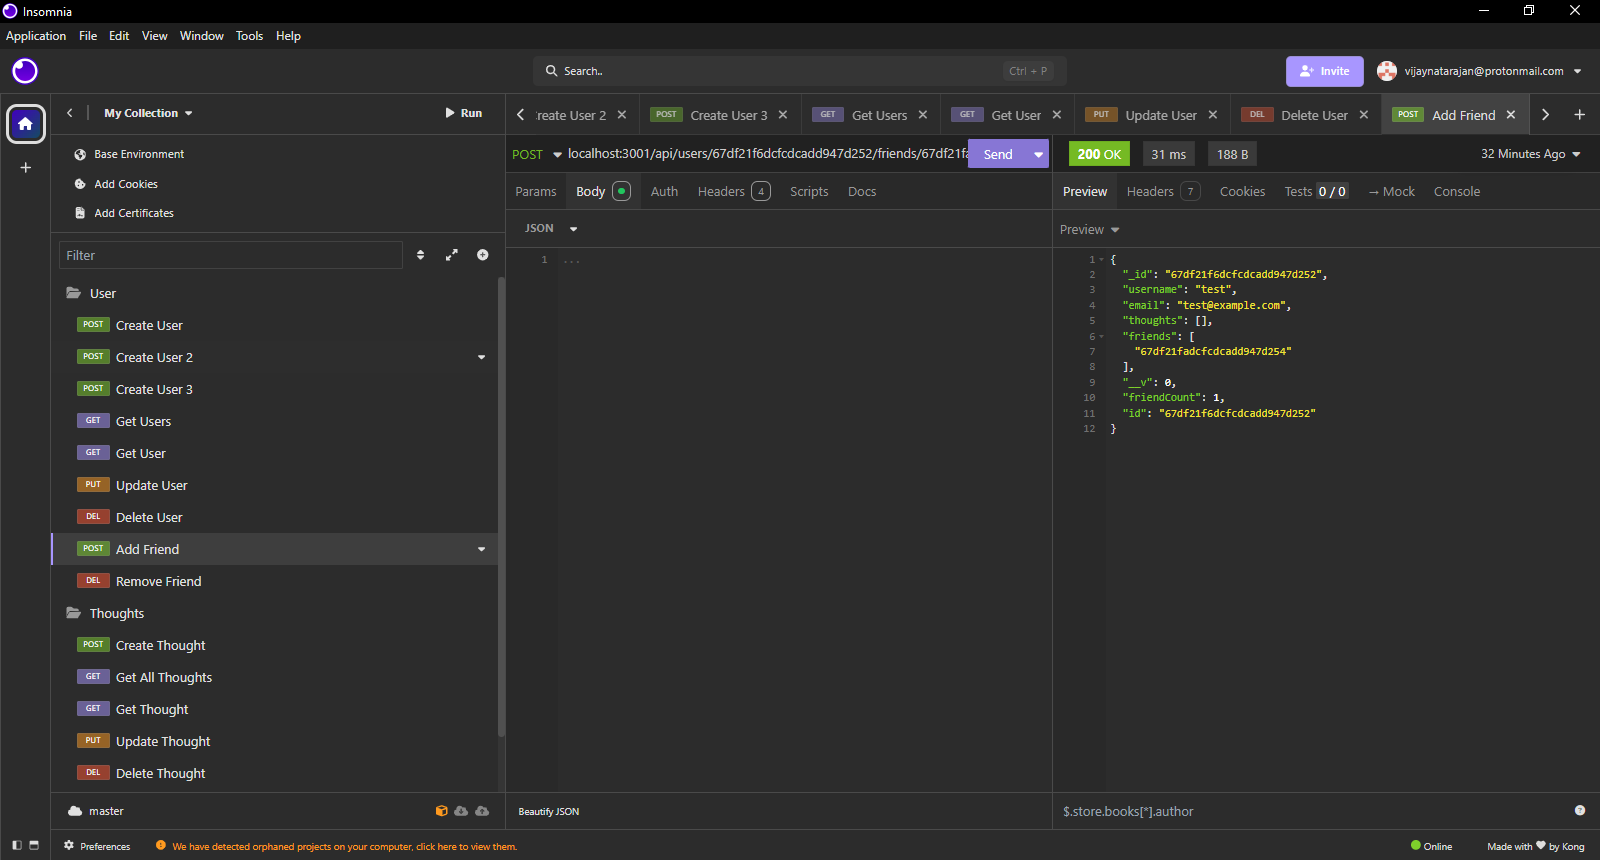 Insomnia
Application File Edit View Window Tools Help
Search.. Ctrl + P
Invite
vijaynatarajan@protonmail.com
My Collection
Run
Base Environment
Add Cookies
Add Certificates
Filter
User
POST Create User
POST Create User 2
POST Create User 3
GET Get Users
GET Get User
PUT Update User
DEL Delete User
POST Add Friend
DEL Remove Friend
Thoughts
POST Create Thought
GET Get All Thoughts
GET Get Thought
PUT Update Thought
DEL Delete Thought
master
reate User 2
POST Create User 3
GET Get Users
GET Get User
PUT Update User
DEL Delete User
POST Add Friend
POST localhost:3001/api/users/67df21f6dcfcdcadd947d252/friends/67df21fa
Send
Params Body Auth Headers 4 Scripts Docs
JSON
1 ...
Beautify JSON
200 OK 31 ms 188 B 32 Minutes Ago
Preview Headers 7 Cookies Tests 0 / 0 → Mock Console
Preview
1 {
2 "_id": "67df21f6dcfcdcadd947d252",
3 "username": "test",
4 "email": "test@example.com",
5 "thoughts": [],
6 "friends": [
7 "67df21fadcfcdcadd947d254"
8 ],
9 "__v": 0,
10 "friendCount": 1,
11 "id": "67df21f6dcfcdcadd947d252"
12 }
$.store.books[*].author
Preferences
We have detected orphaned projects on your computer, click here to view them.
Online
Made with ♥ by Kong